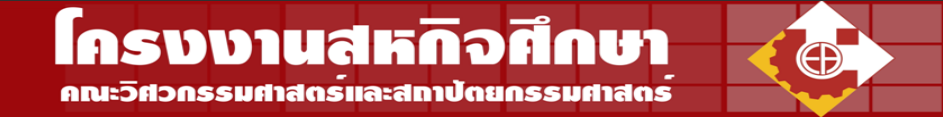 โครงงานสหกิจศึกษา
คณะวิศวกรรมศาสตร์และสถาปัตยกรรมศาสตร์